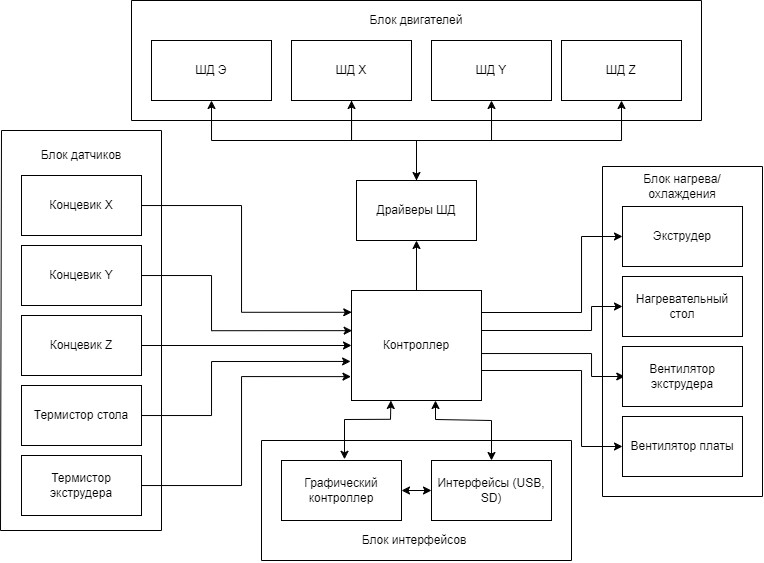 Блок двигателей
ШД Э
ШД X
ШД Y
ШД Z
Блок датчиков
Концевик X
Концевик Y
Концевик Z
Термистор стола
Термистор
экструдера
Драйверы ШД
Контроллер
Блок нагрева/
охлаждения
Экструдер
Нагревательный
стол
Вентилятор
экструдера
Вентилятор платы
Графический
контроллер
Интерфейсы (USB,
SD)
Блок интерфейсов